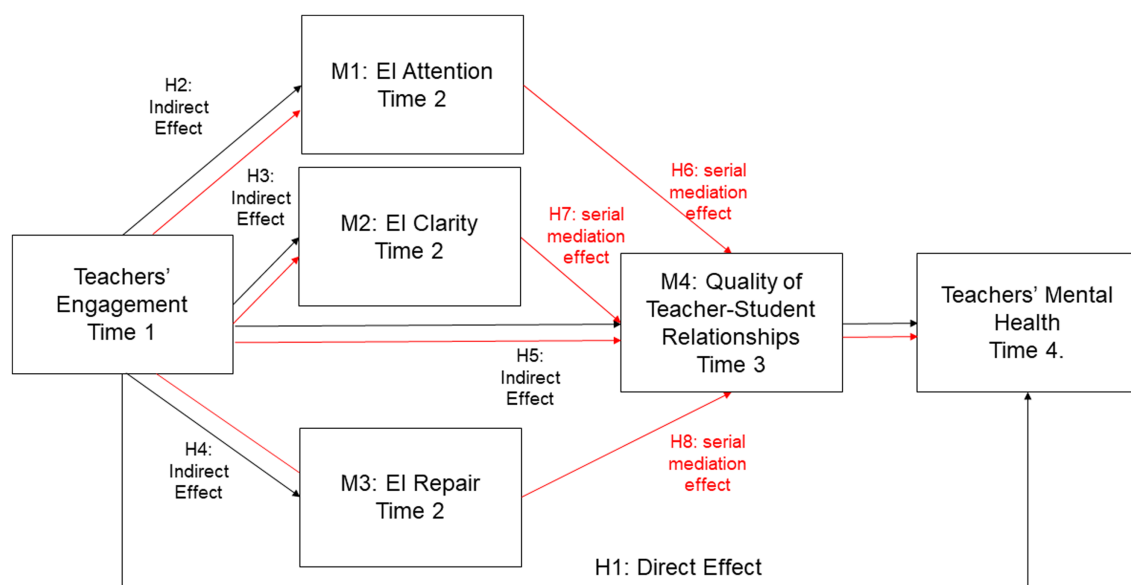 M1: EI Attention
Time 2
H2:
Indirect
Effect
H3:
Indirect
Effect
M2: EI Clarity
Time 2
H6: serial
mediation
effect
H7: serial
mediation
effect
Teachers’
Engagement
Time 1
M4: Quality of
Teacher-Student
Relationships
Time 3
Teachers’ Mental
Health
Time 4.
H5:
Indirect
Effect
H4:
Indirect
Effect
M3: EI Repair
Time 2
H8: serial
mediation
effect
H1: Direct Effect